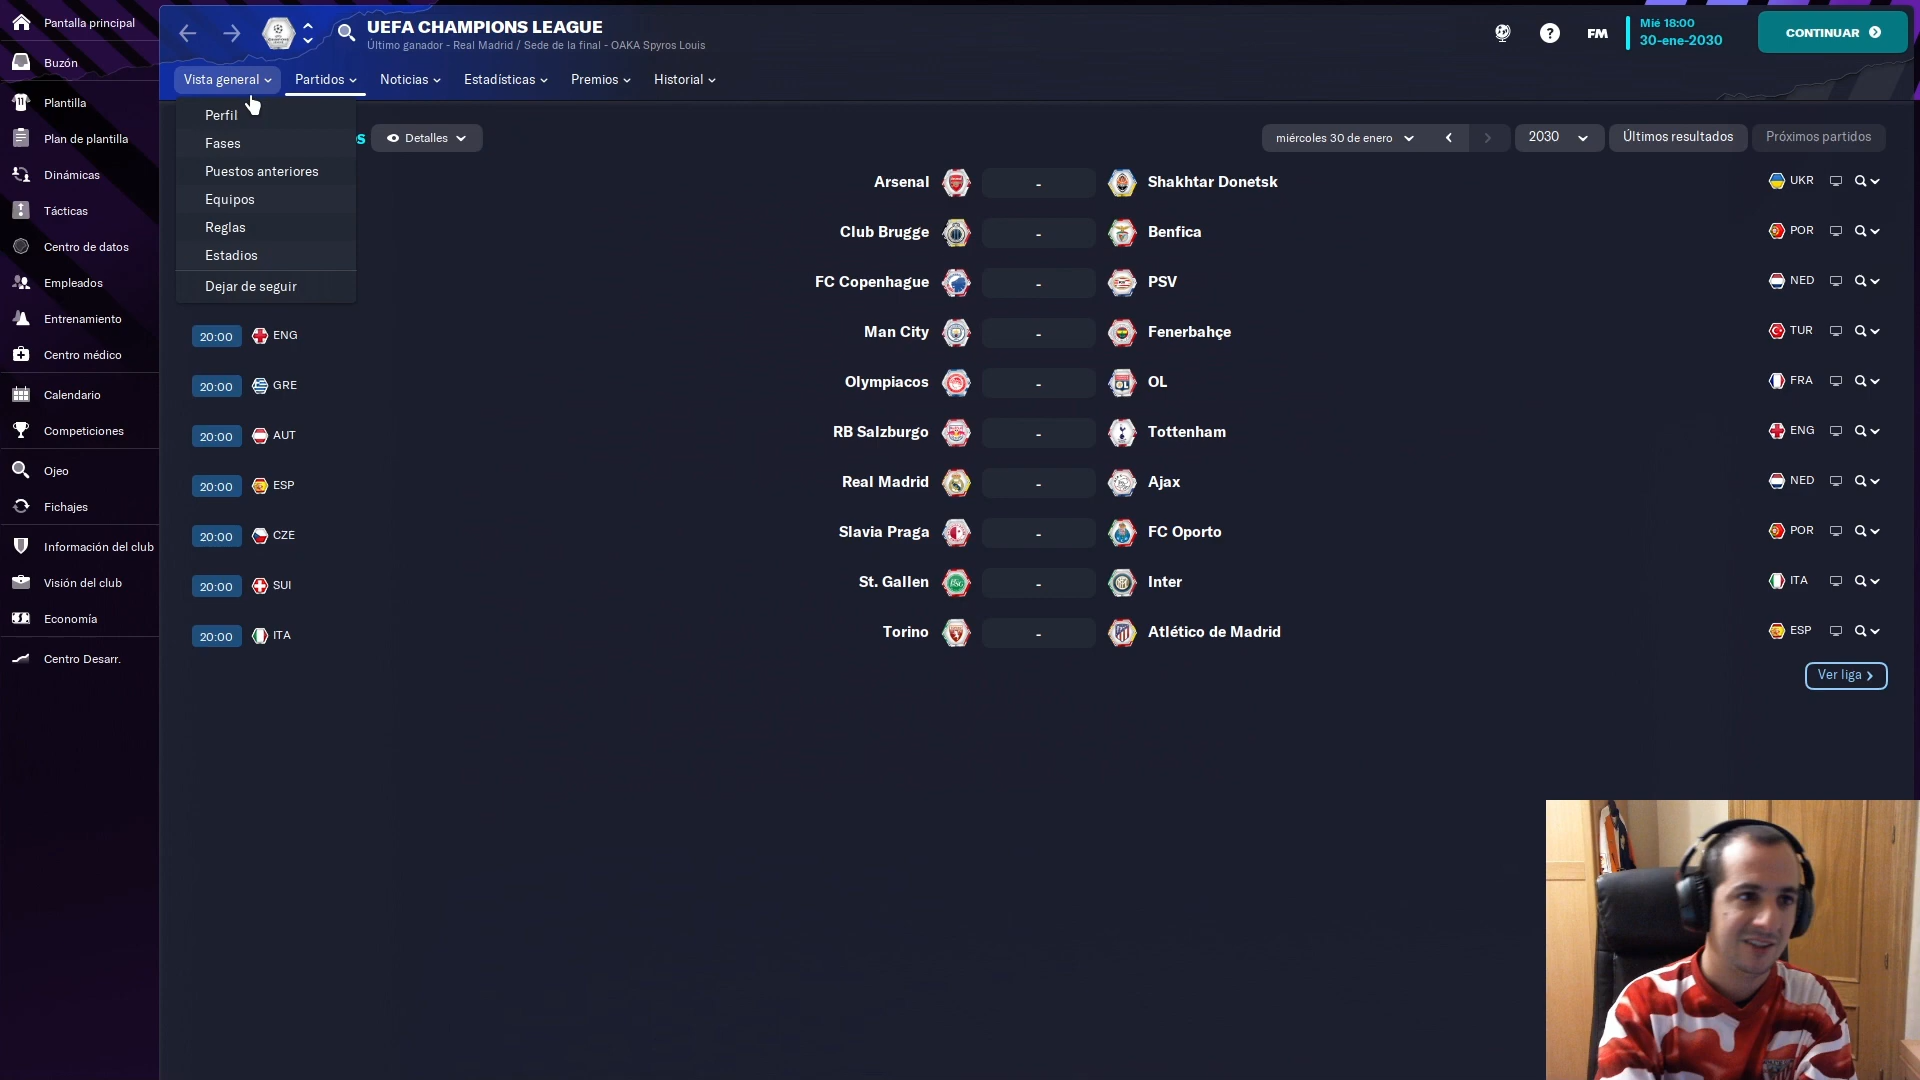 Pantalla principal
Buzón
Plantilla
Plan de plantilla
Dinámicas
Tácticas
Centro de datos
Empleados
Entrenamiento
Centro médico
Calendario
Competiciones
Ojeo
Fichajes
Información del club
Visión del club
Economía
Centro Desarr.
UEFA CHAMPIONS LEAGUE
Último ganador - Real Madrid / Sede de la final - OAKA Spyros Louis
FM
Mié 18:00
30-ene-2030
CONTINUAR
Vista general
Partidos
Noticias
Estadísticas
Premios
Historial
Perfil
Fases
Puestos anteriores
Equipos
Reglas
Estadios
Dejar de seguir
s
Detalles
miércoles 30 de enero
2030
Últimos resultados
Próximos partidos
Arsenal - Shakhtar Donetsk UKR
Club Brugge - Benfica POR
FC Copenhague - PSV NED
20:00 ENG Man City - Fenerbahçe TUR
20:00 GRE Olympiacos - OL FRA
20:00 AUT RB Salzburgo - Tottenham ENG
20:00 ESP Real Madrid - Ajax NED
20:00 CZE Slavia Praga - FC Oporto POR
20:00 SUI St. Gallen - Inter ITA
20:00 ITA Torino - Atlético de Madrid ESP
Ver liga